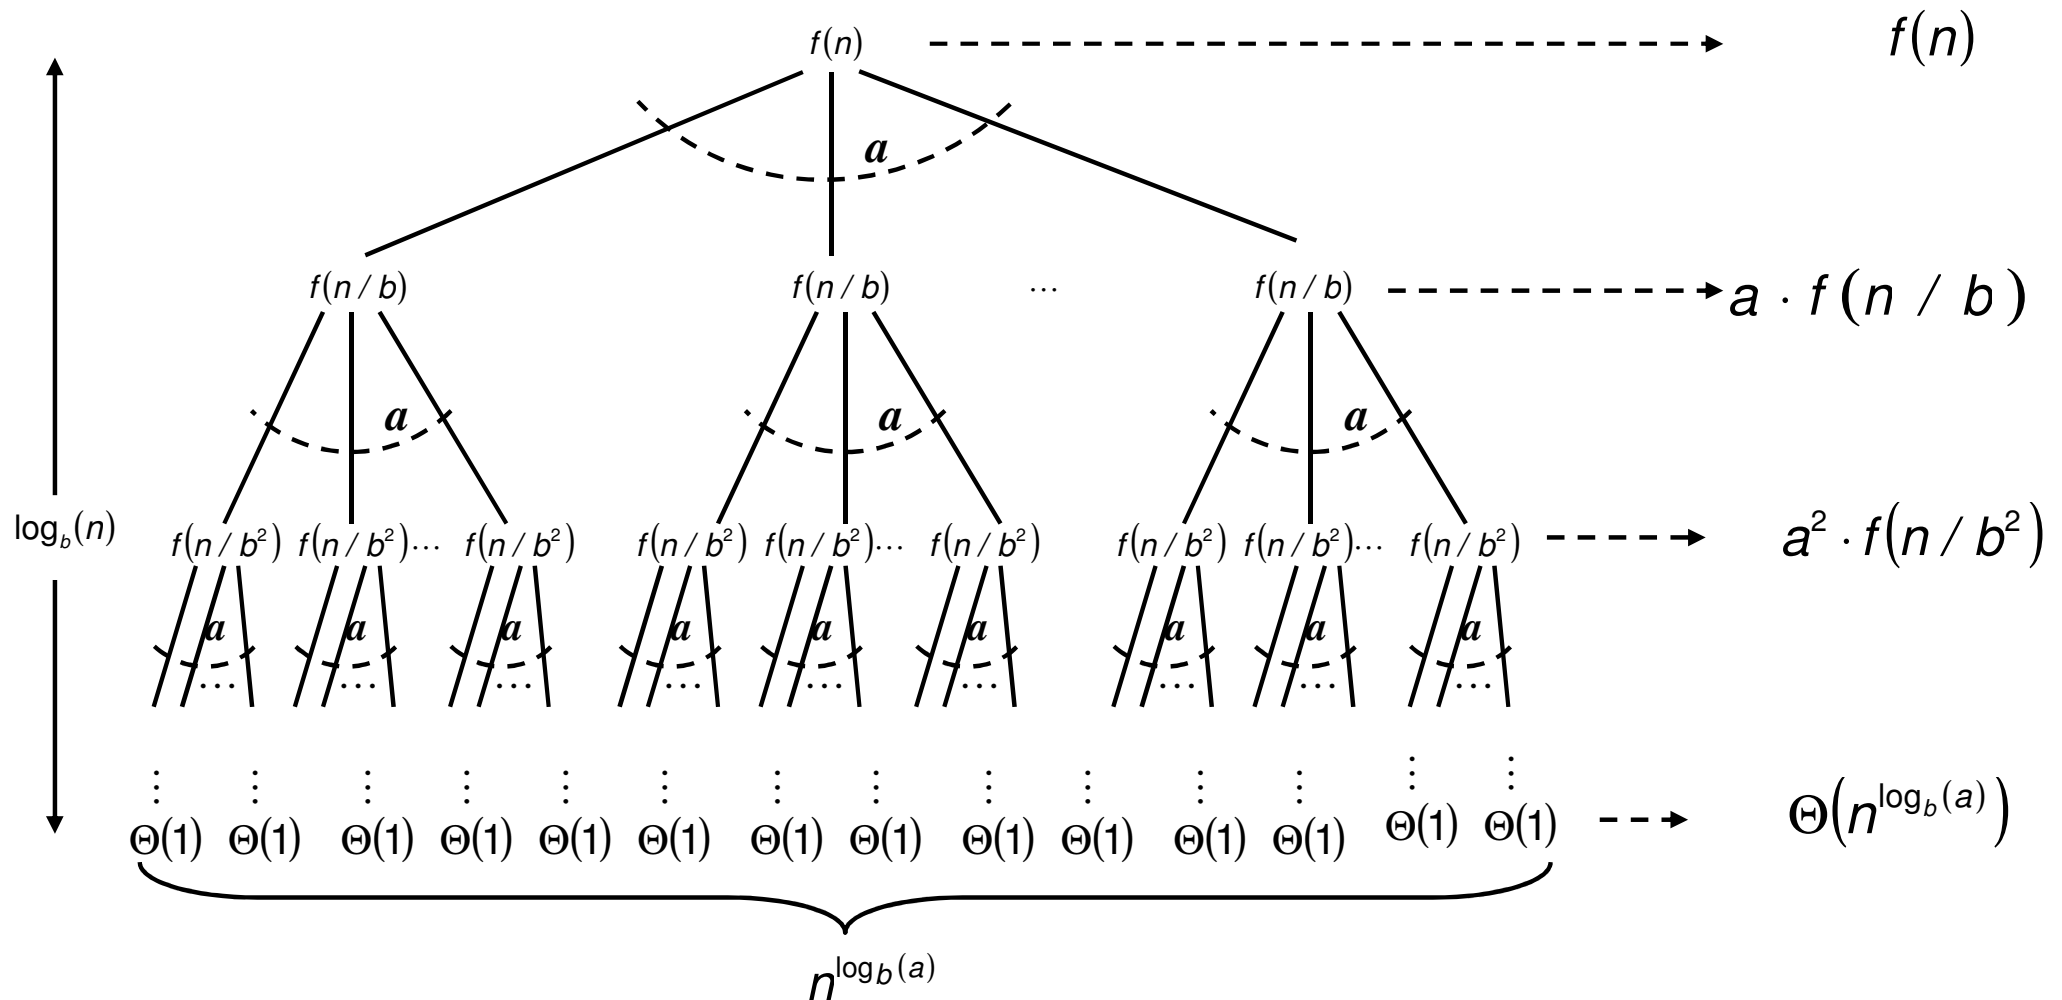 f(n) f(n)
a
f(n / b) f(n / b) ⋯ f(n / b) a · f(n / b)
a a a
log_b(n)
f(n / b²) f(n / b²)⋯ f(n / b²) f(n / b²) f(n / b²)⋯ f(n / b²) f(n / b²) f(n / b²)⋯ f(n / b²) a² · f(n / b²)
a a a a a a a a a
⋯ ⋯ ⋯ ⋯ ⋯ ⋯ ⋯ ⋯ ⋯
⋮ ⋮ ⋮ ⋮ ⋮ ⋮ ⋮ ⋮ ⋮ ⋮ ⋮ ⋮ ⋮ ⋮
Θ(1) Θ(1) Θ(1) Θ(1) Θ(1) Θ(1) Θ(1) Θ(1) Θ(1) Θ(1) Θ(1) Θ(1) Θ(1) Θ(1) Θ(n^{log_b(a)})
n^{log_b(a)}